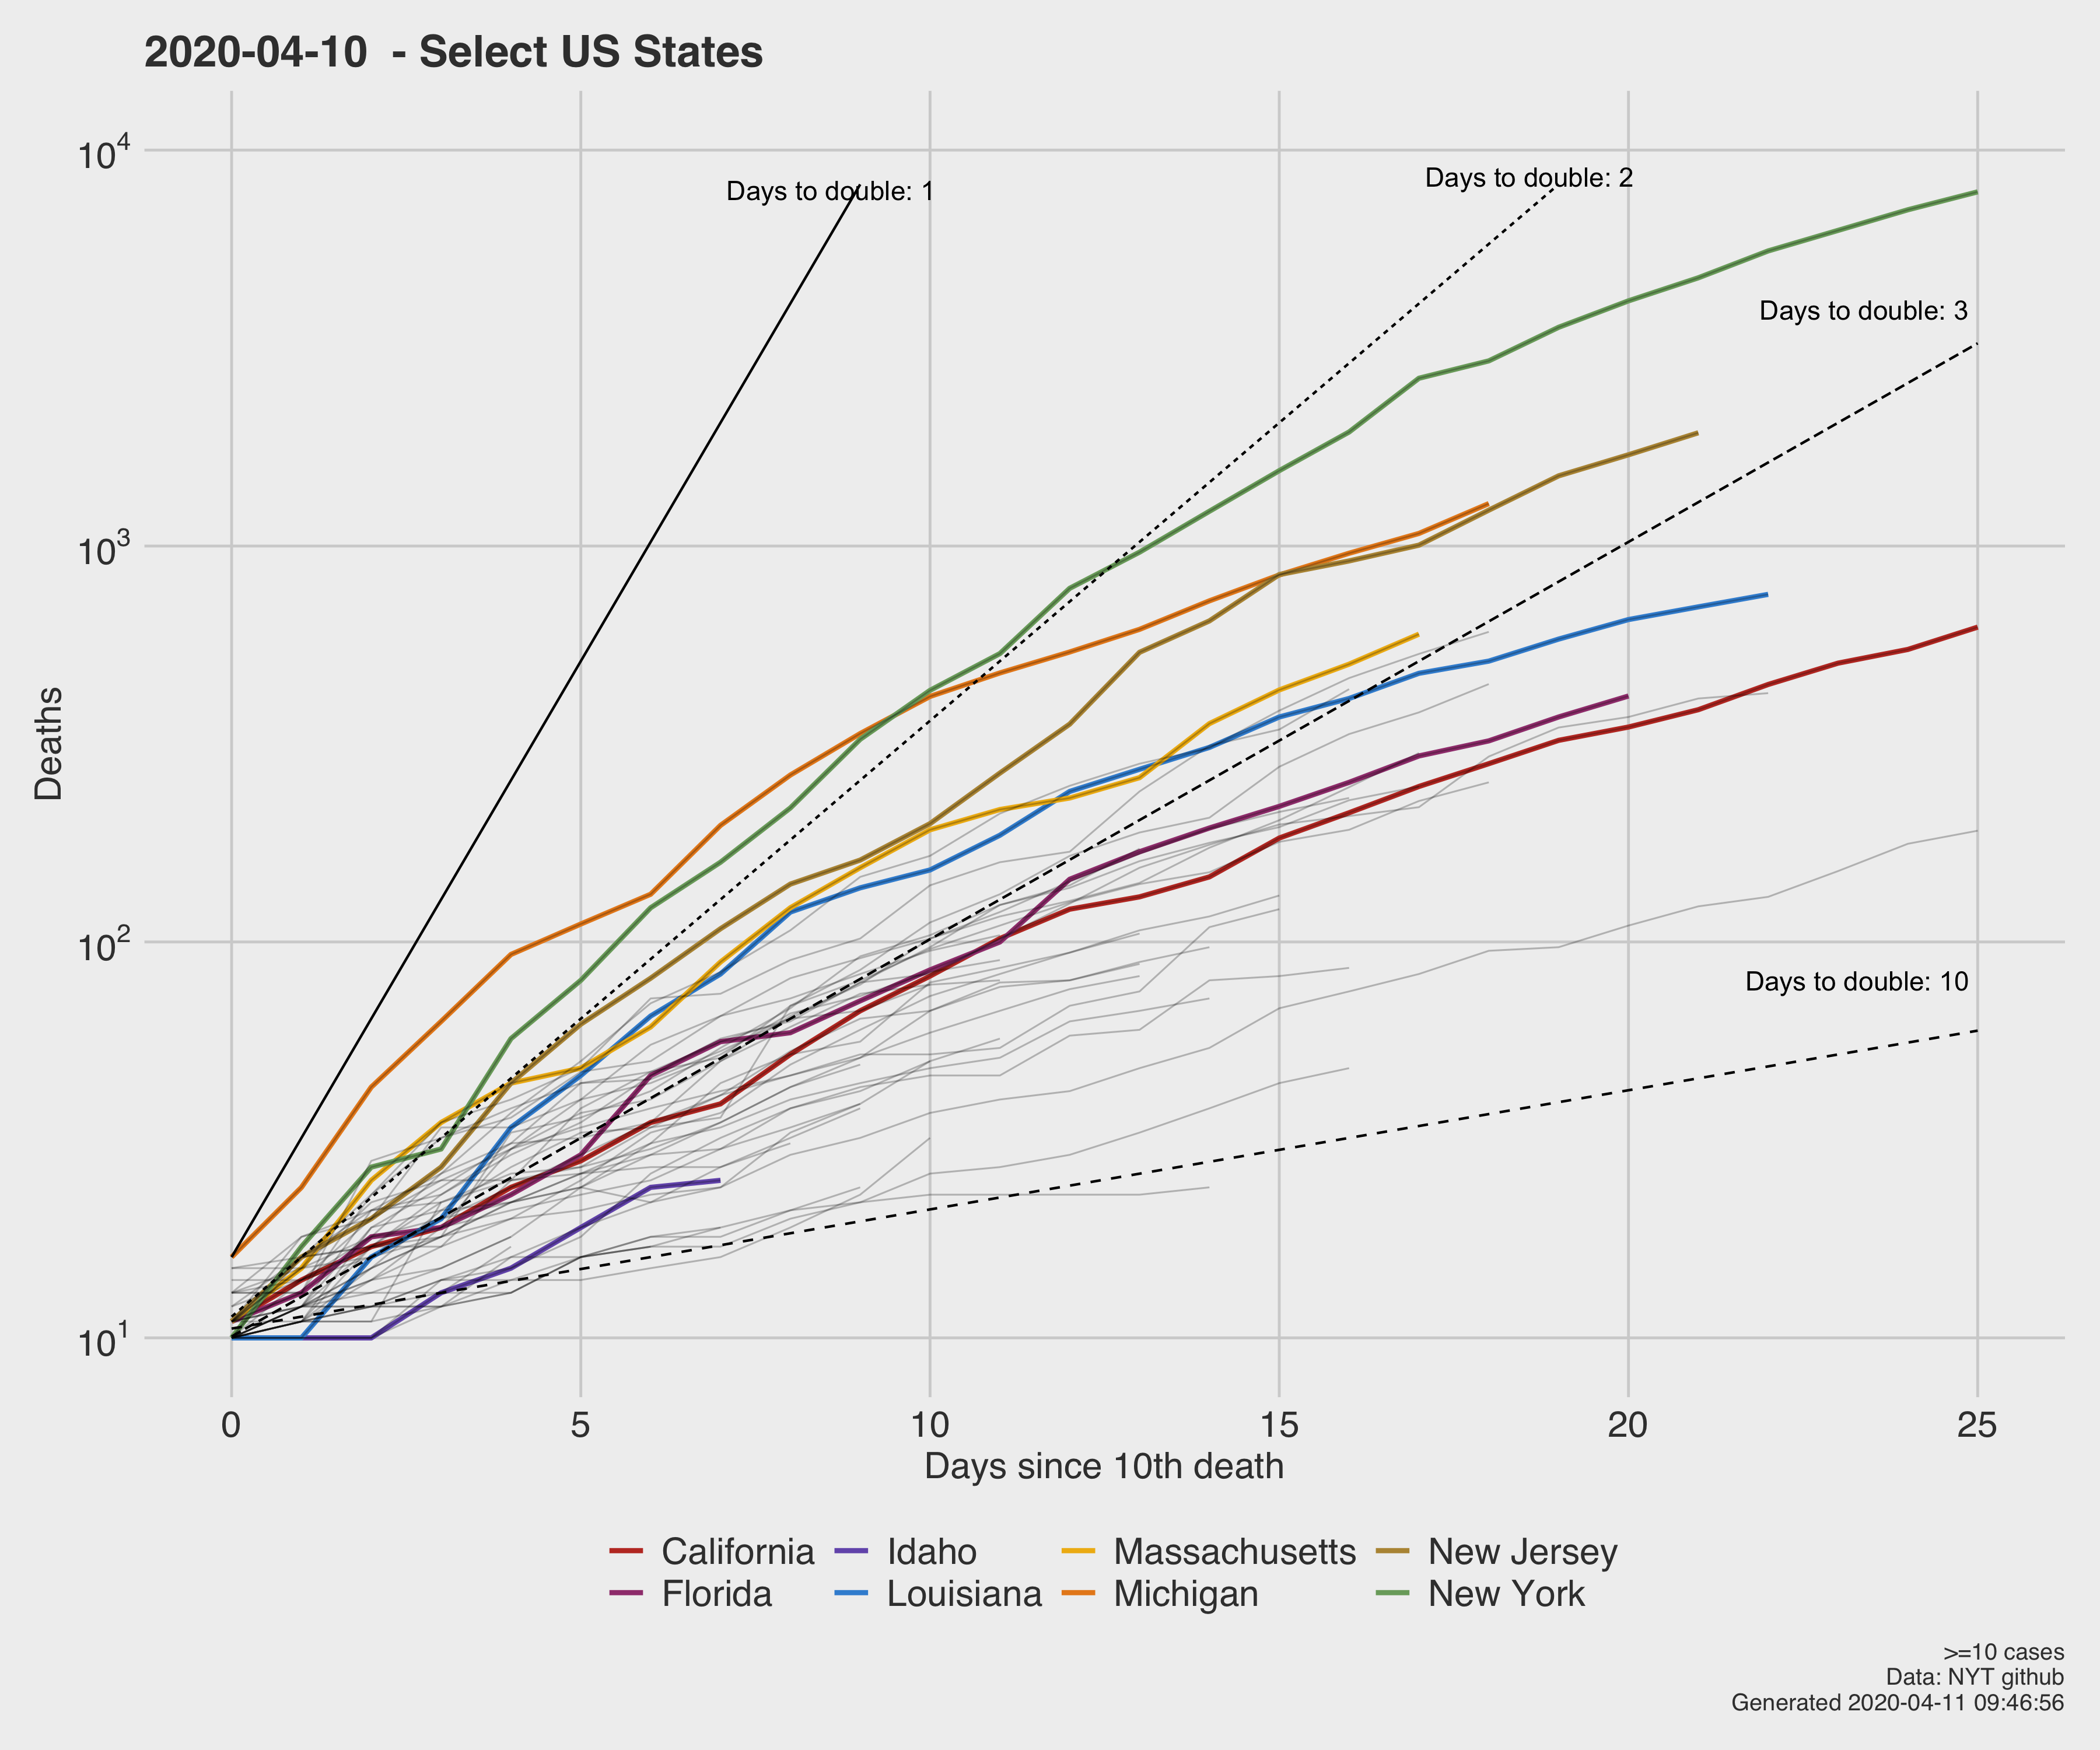 2020-04-10  - Select US States
10^4
Days to double: 1
Days to double: 2
Days to double: 3
10^3
Deaths
10^2
Days to double: 10
10^1
0 5 10 15 20 25
Days since 10th death
California Idaho Massachusetts New Jersey
Florida Louisiana Michigan New York
>=10 cases
Data: NYT github
Generated 2020-04-11 09:46:56